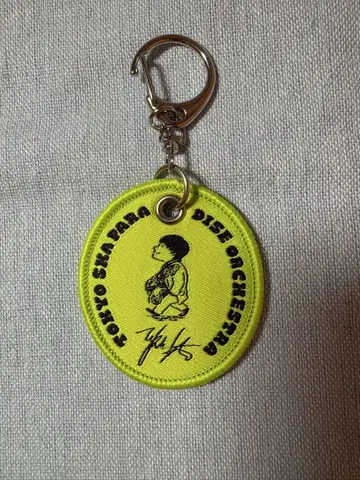 TOKYO SKA PARA
DISE ORCHESTRA